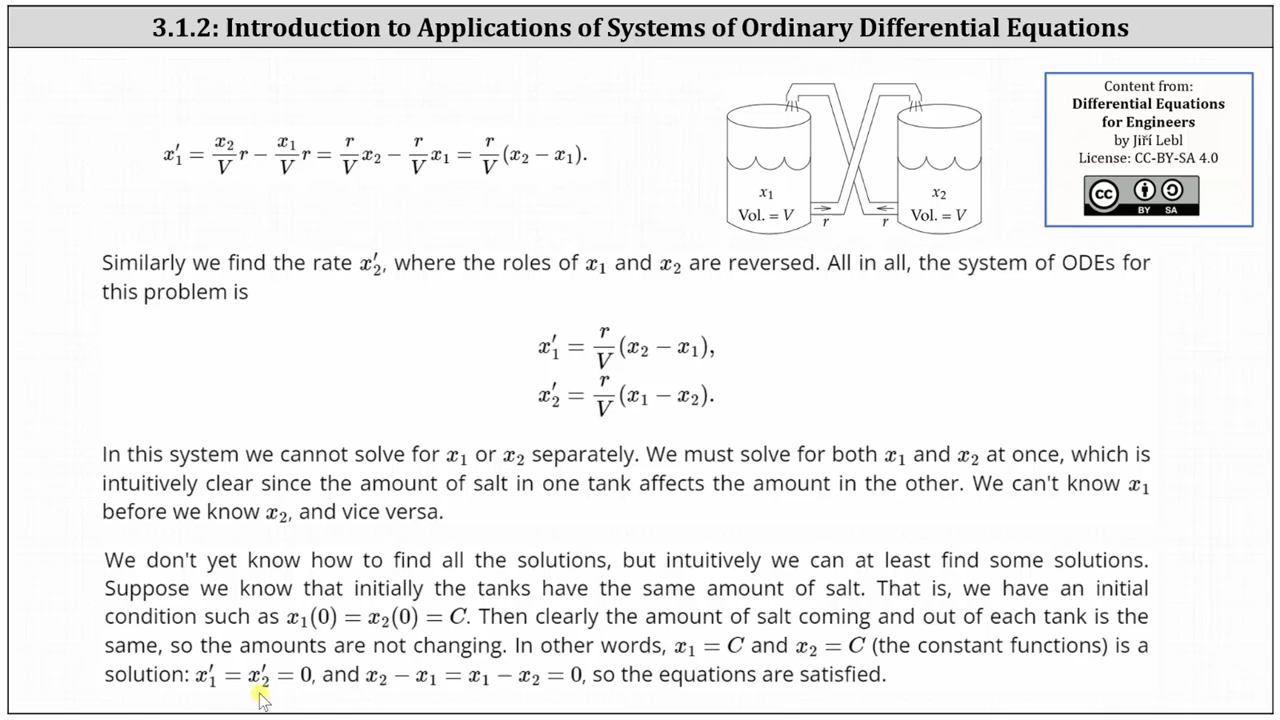 3.1.2: Introduction to Applications of Systems of Ordinary Differential Equations
x₁′ = x₂/V r − x₁/V r = r/V x₂ − r/V x₁ = r/V (x₂ − x₁).
x₁
Vol. = V
r
r
x₂
Vol. = V
Content from:
Differential Equations
for Engineers
by Jiří Lebl
License: CC-BY-SA 4.0
cc
BY SA
Similarly we find the rate x₂′, where the roles of x₁ and x₂ are reversed. All in all, the system of ODEs for
this problem is
x₁′ = r/V (x₂ − x₁),
x₂′ = r/V (x₁ − x₂).
In this system we cannot solve for x₁ or x₂ separately. We must solve for both x₁ and x₂ at once, which is
intuitively clear since the amount of salt in one tank affects the amount in the other. We can't know x₁
before we know x₂, and vice versa.
We don't yet know how to find all the solutions, but intuitively we can at least find some solutions.
Suppose we know that initially the tanks have the same amount of salt. That is, we have an initial
condition such as x₁(0) = x₂(0) = C. Then clearly the amount of salt coming and out of each tank is the
same, so the amounts are not changing. In other words, x₁ = C and x₂ = C (the constant functions) is a
solution: x₁′ = x₂′ = 0, and x₂ − x₁ = x₁ − x₂ = 0, so the equations are satisfied.